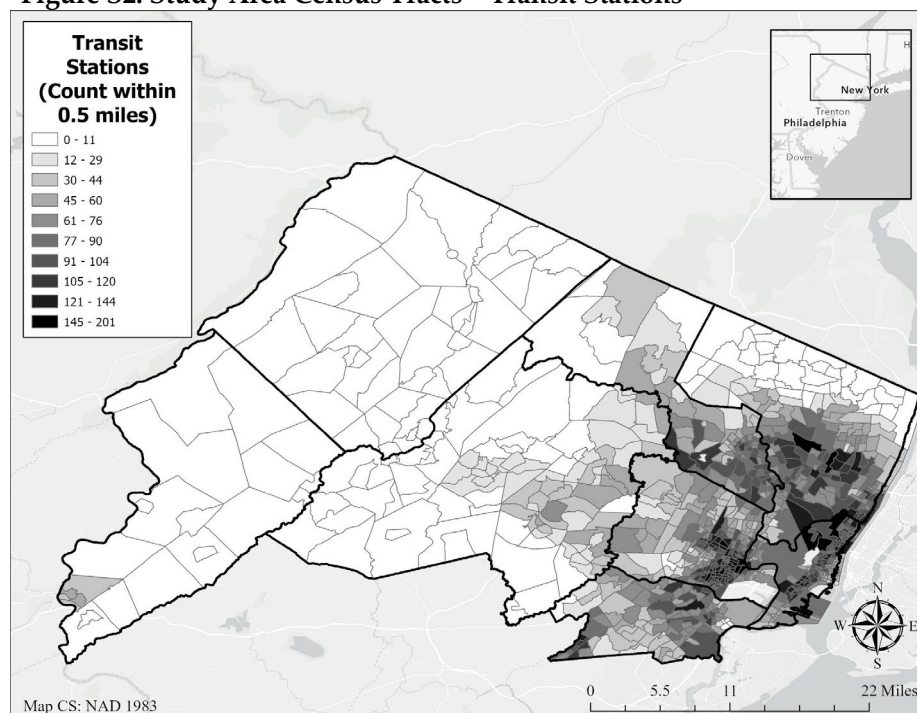 Figure S2. Study Area Census Tracts – Transit Stations
Transit
Stations
(Count within
0.5 miles)
0 - 11
12 - 29
30 - 44
45 - 60
61 - 76
77 - 90
91 - 104
105 - 120
121 - 144
145 - 201
H
New York
Trenton
Philadelphia
Dover
N
W E
S
0 5.5 11 22 Miles
Map CS: NAD 1983